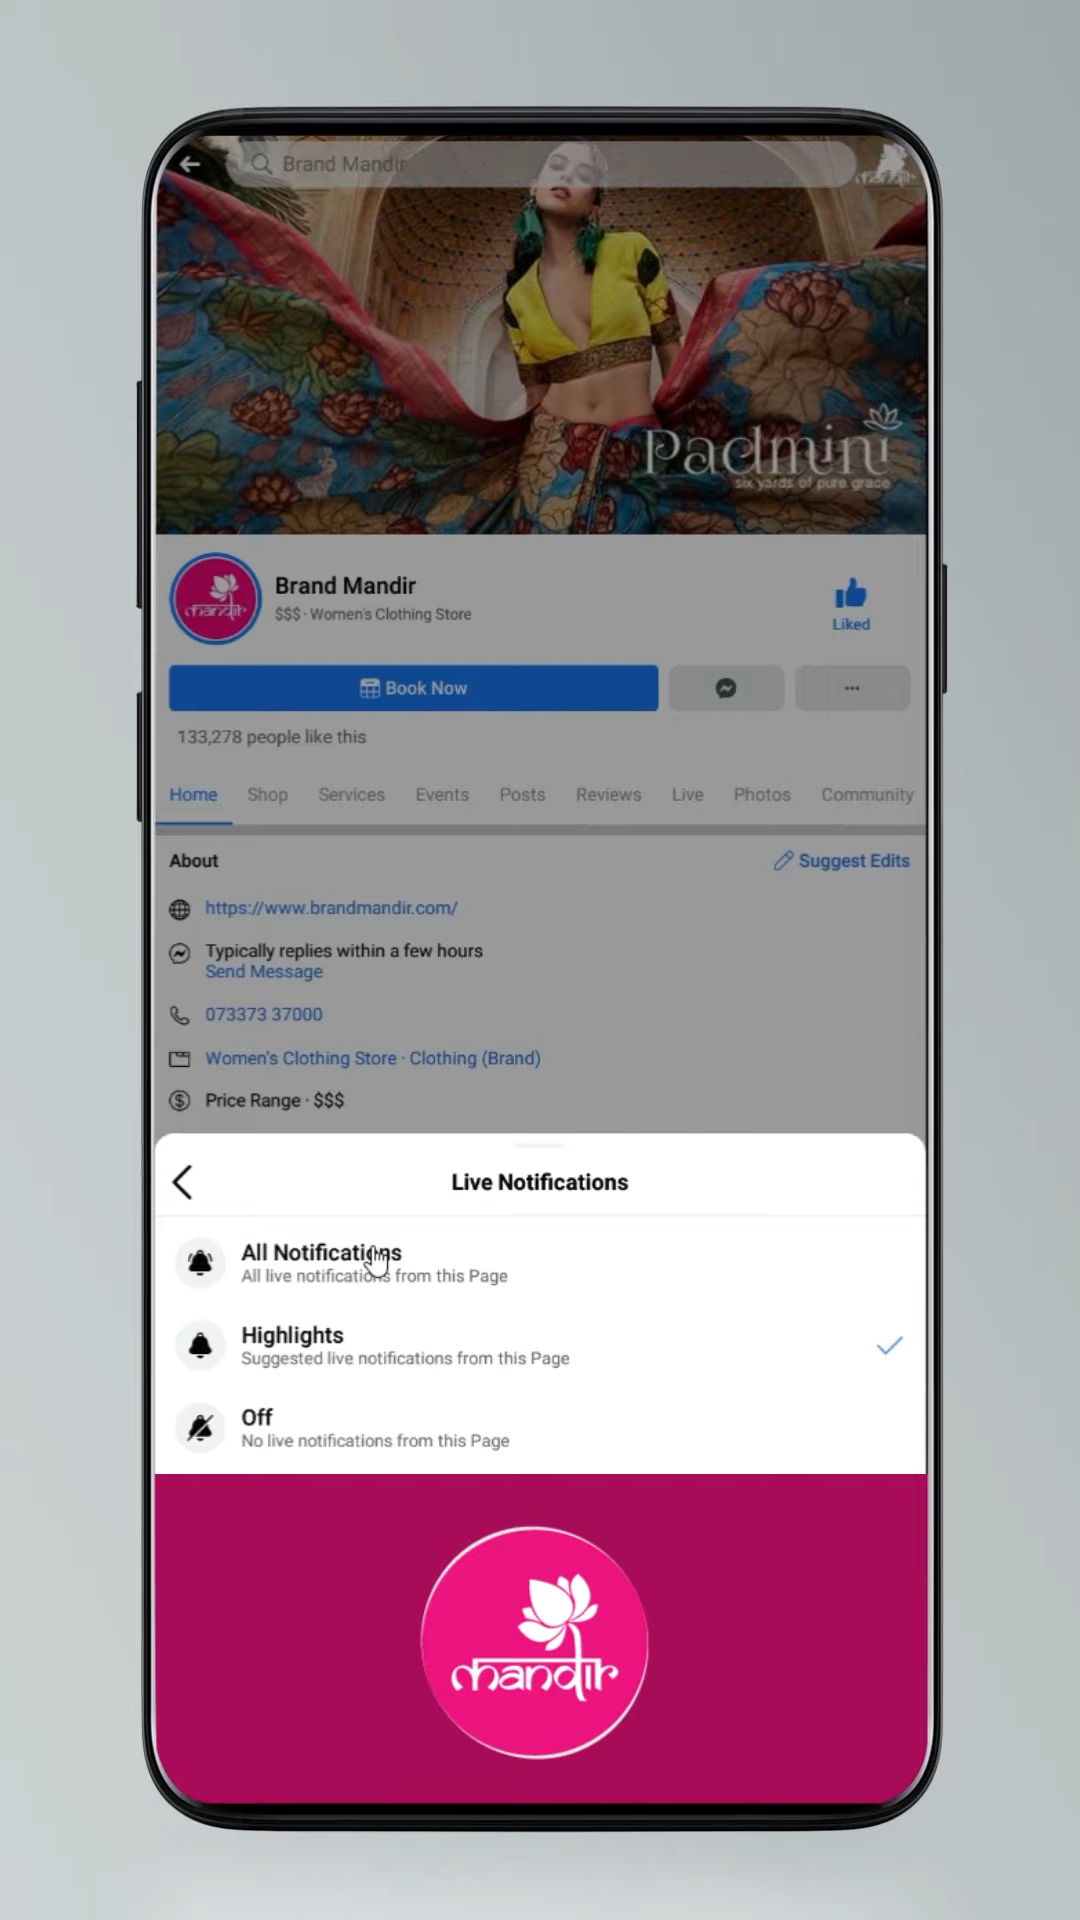 Brand Mandir
mandir
Padmini
six yards of pure grace
mandir
Brand Mandir
$$$ · Women's Clothing Store
Liked
Book Now
...
133,278 people like this
Home Shop Services Events Posts Reviews Live Photos Community
About
Suggest Edits
https://www.brandmandir.com/
Typically replies within a few hours
Send Message
073373 37000
Women's Clothing Store · Clothing (Brand)
Price Range · $$$
Live Notifications
All Notifications
All live notifications from this Page
Highlights
Suggested live notifications from this Page
Off
No live notifications from this Page
mandir